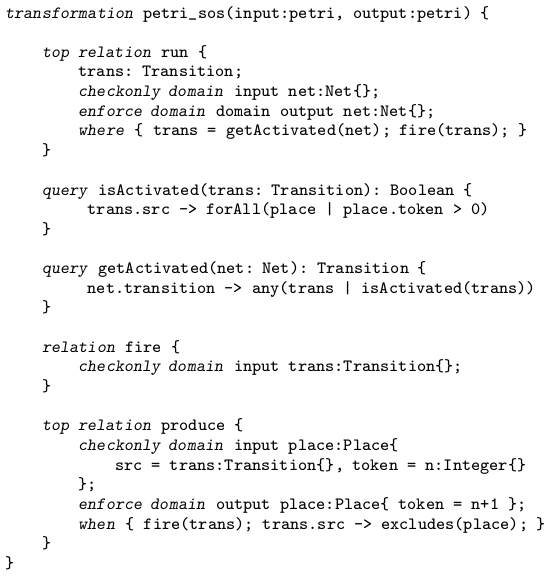 transformation petri_sos(input:petri, output:petri) {
top relation run {
trans: Transition;
checkonly domain input net:Net{};
enforce domain domain output net:Net{};
where { trans = getActivated(net); fire(trans); }
}
query isActivated(trans: Transition): Boolean {
trans.src -> forAll(place | place.token > 0)
}
query getActivated(net: Net): Transition {
net.transition -> any(trans | isActivated(trans))
}
relation fire {
checkonly domain input trans:Transition{};
}
top relation produce {
checkonly domain input place:Place{
src = trans:Transition{}, token = n:Integer{}
};
enforce domain output place:Place{ token = n+1 };
when { fire(trans); trans.src -> excludes(place); }
}
}